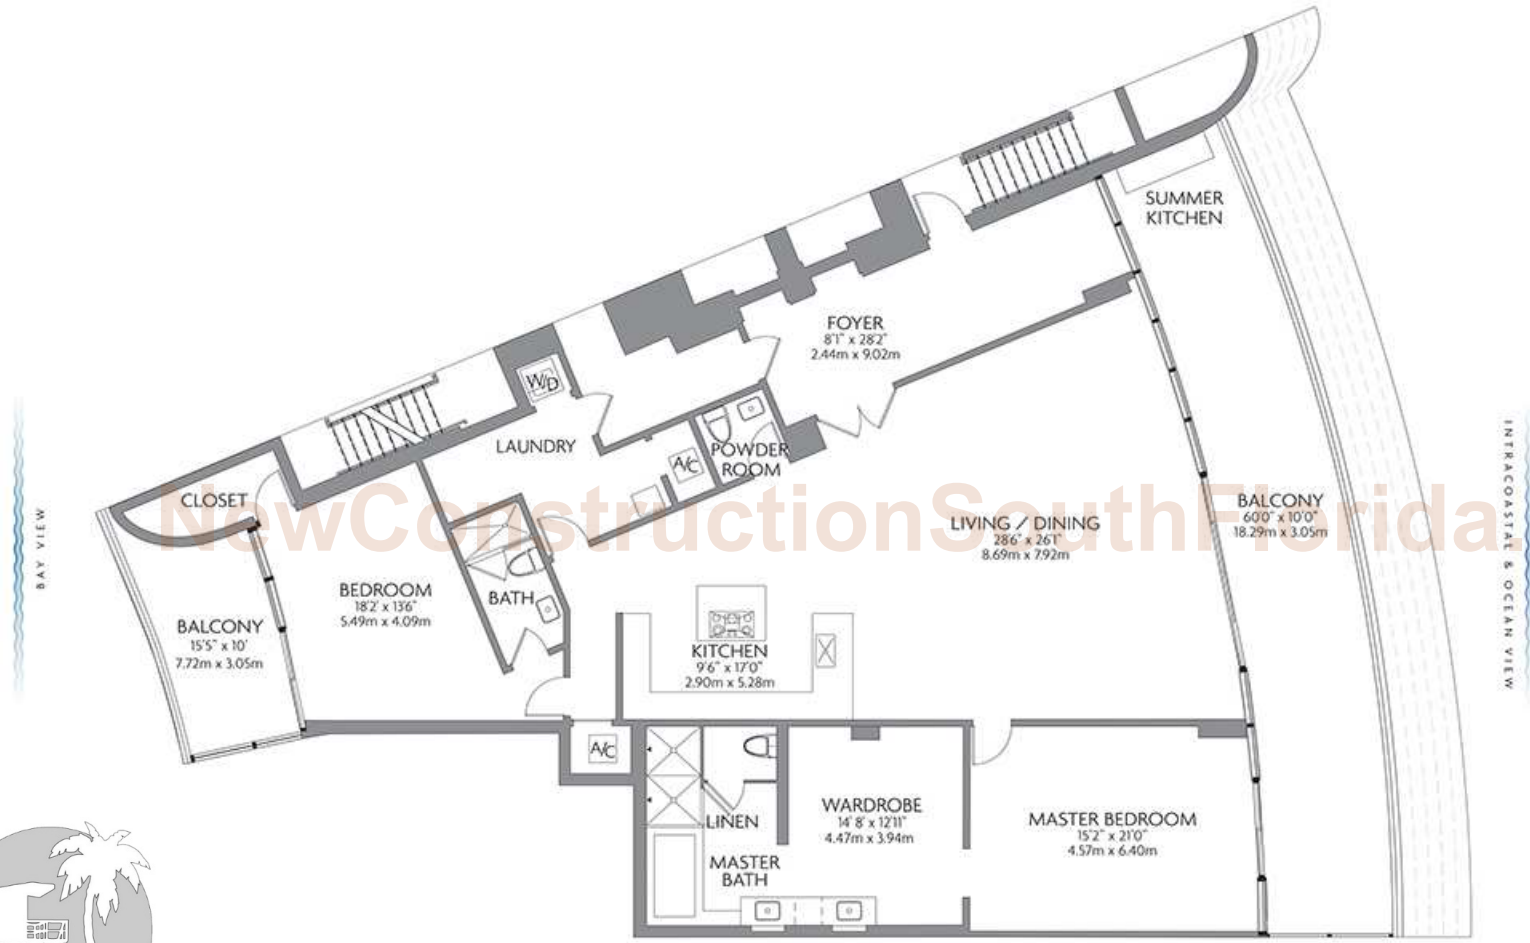 SUMMER
KITCHEN
FOYER
8'1" x 28'2"
2.44m x 9.02m
W/D
LAUNDRY
POWDER
ROOM
A/C
CLOSET
NewConstructionSouthFlorida.
BAY VIEW
INTRACOASTAL & OCEAN VIEW
BALCONY
60'0" x 10'0"
18.29m x 3.05m
LIVING / DINING
28'6" x 26'1"
8.69m x 7.92m
BEDROOM
18'2' x 13'6"
5.49m x 4.09m
BATH
BALCONY
15'5" x 10'
7.72m x 3.05m
KITCHEN
9'6" x 17'0"
2.90m x 5.28m
A/C
LINEN
WARDROBE
14' 8' x 12'11"
4.47m x 3.94m
MASTER BEDROOM
15'2" x 21'0"
4.57m x 6.40m
MASTER
BATH